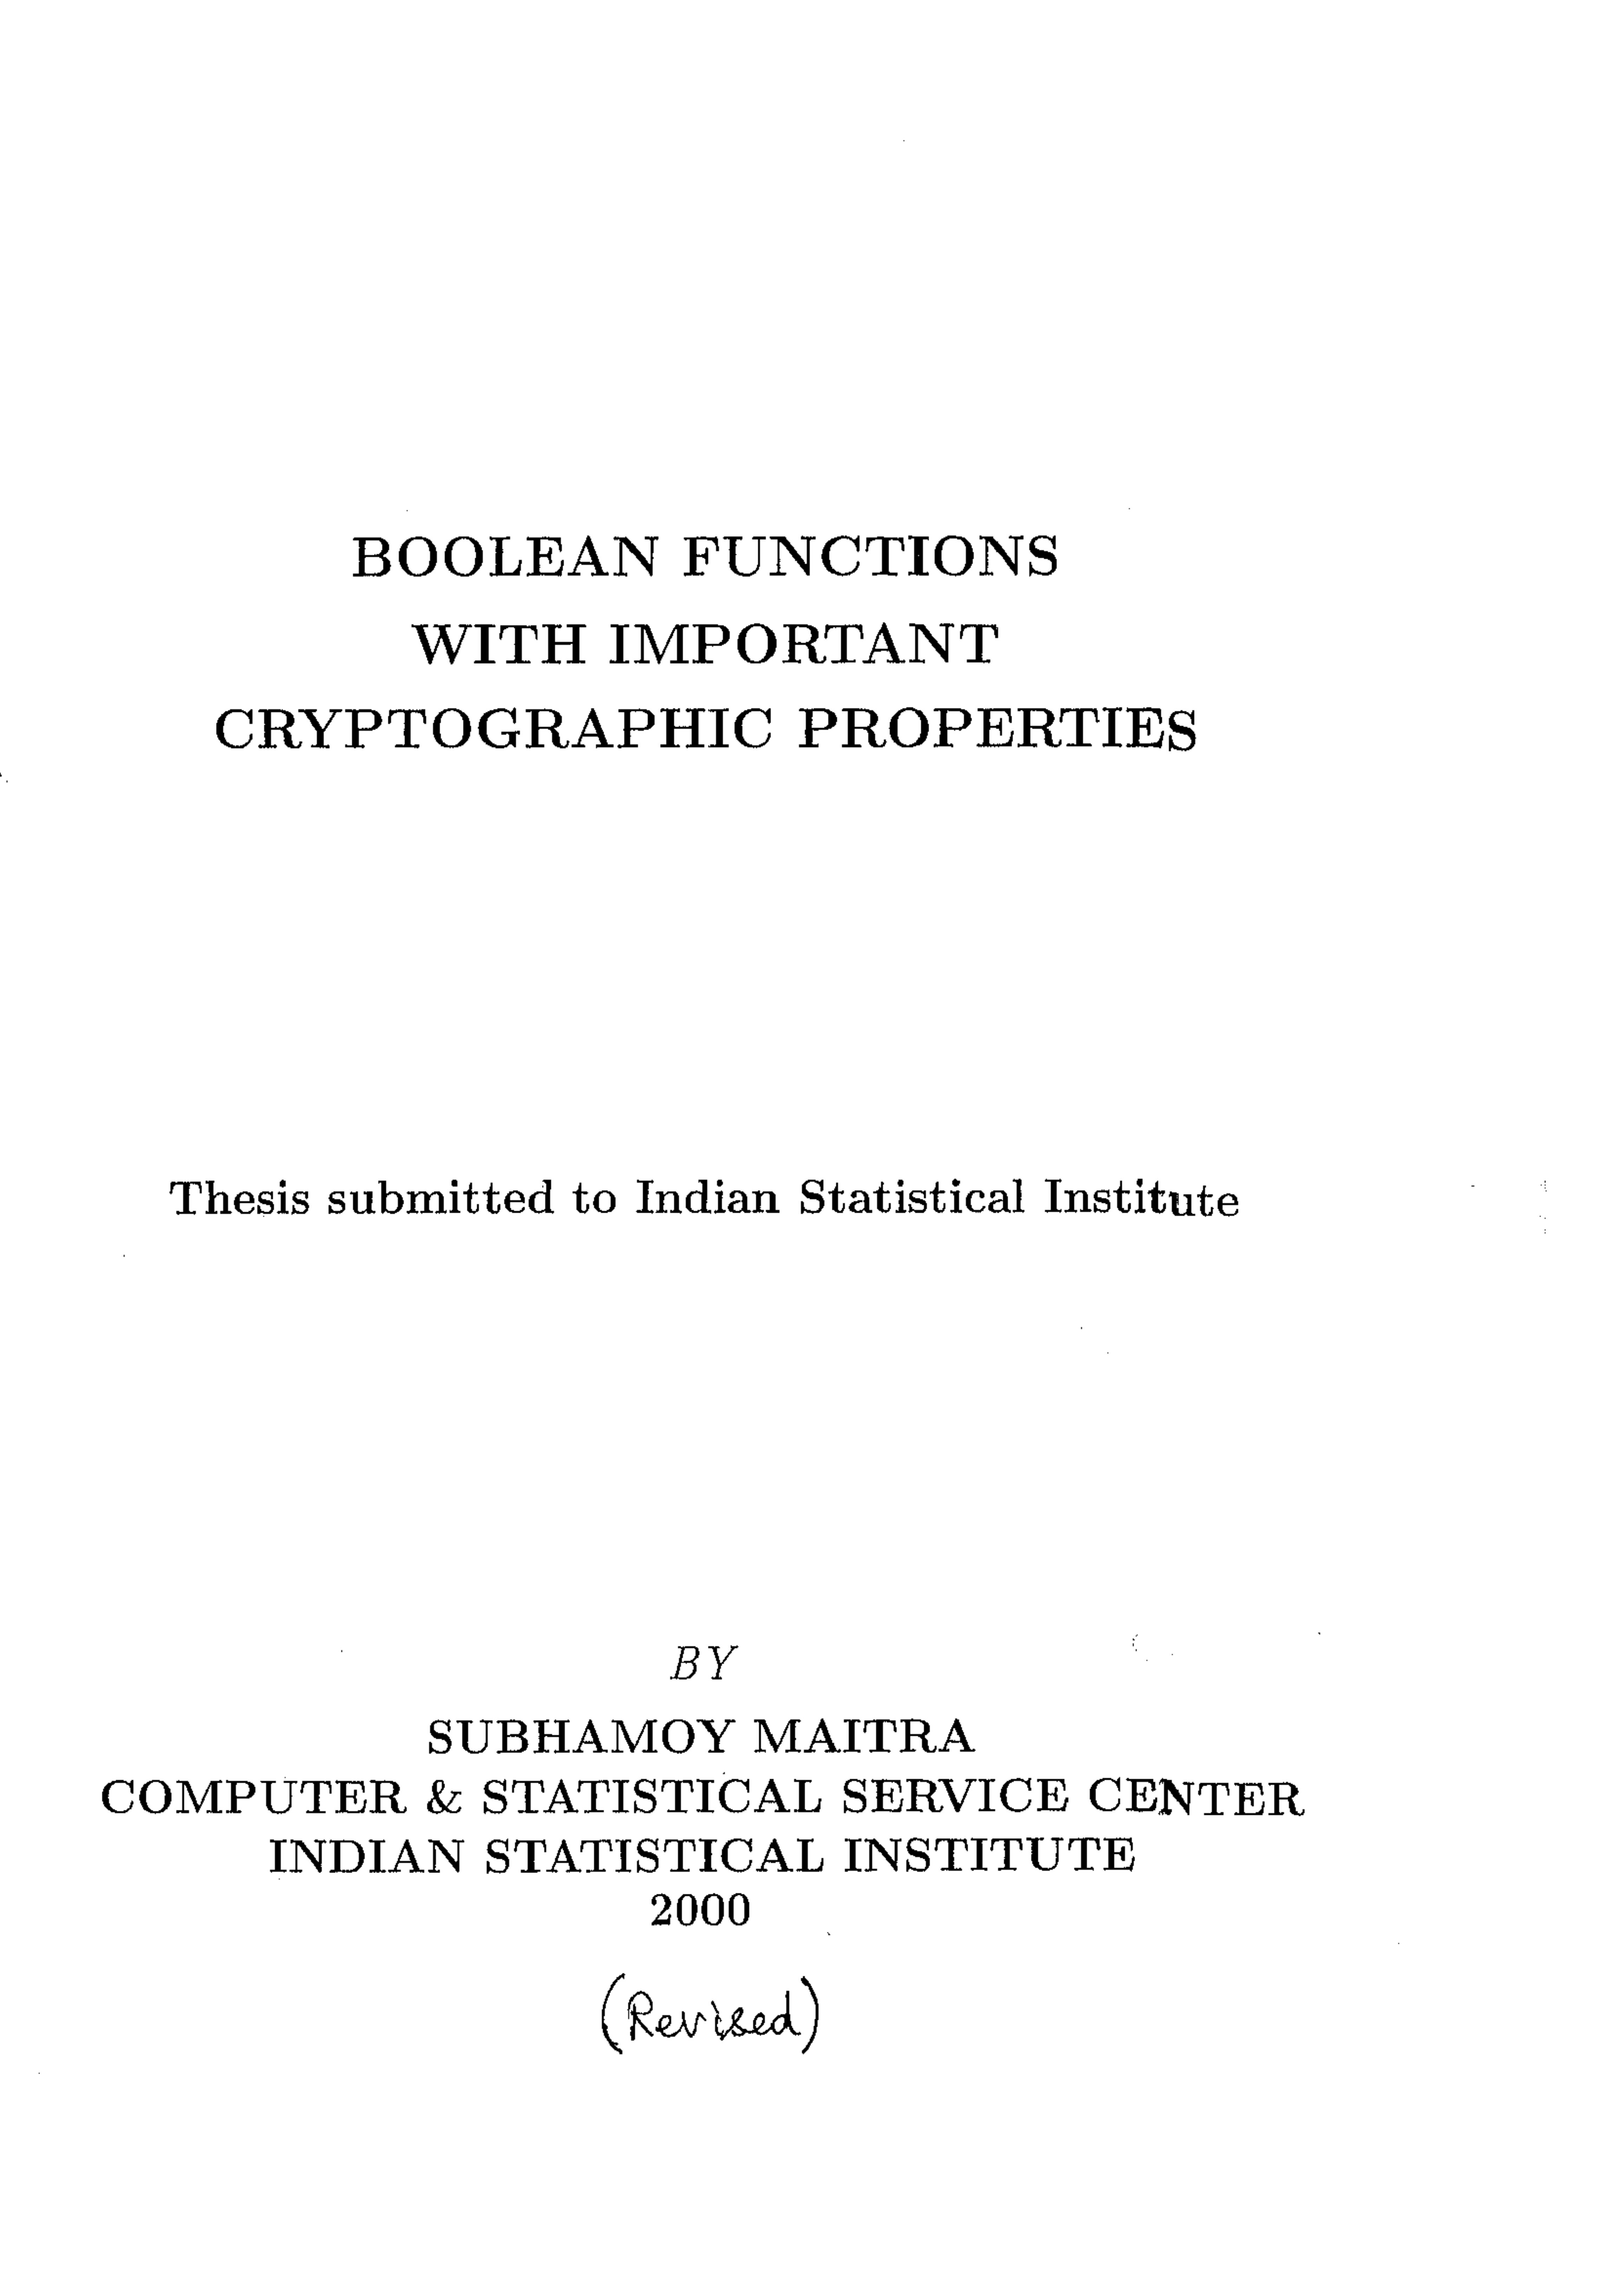 BOOLEAN FUNCTIONS
WITH IMPORTANT
CRYPTOGRAPHIC PROPERTIES
Thesis submitted to Indian Statistical Institute
BY
SUBHAMOY MAITRA
COMPUTER & STATISTICAL SERVICE CENTER
INDIAN STATISTICAL INSTITUTE
2000
(Revised)